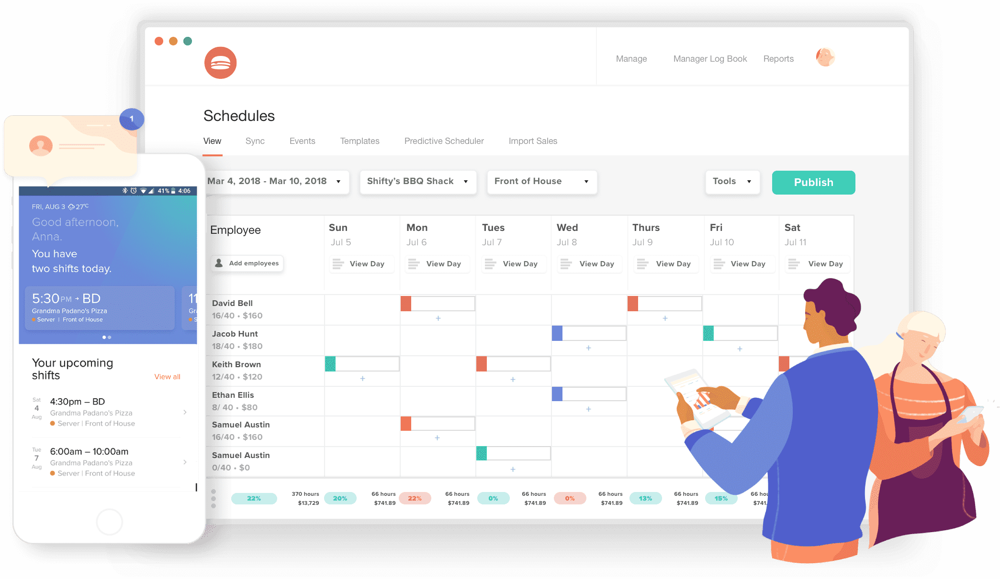 Manage Manager Log Book Reports
Schedules
View Sync Events Templates Predictive Scheduler Import Sales
Mar 4, 2018 - Mar 10, 2018 Shifty's BBQ Shack Front of House Tools Publish
Employee Sun Mon Tues Wed Thurs Fri Sat
Jul 5 Jul 6 Jul 7 Jul 8 Jul 9 Jul 10 Jul 11
Add employees View Day View Day View Day View Day View Day View Day View Day
David Bell
16/40 • $160
Jacob Hunt
18/40 • $180
Keith Brown
12/40 • $120
Ethan Ellis
8/ 40 • $80
Samuel Austin
16/40 • $160
Samuel Austin
0/40 • $0
22% 370 hours 20% 66 hours 22% 66 hours 0% 66 hours 0% 66 hours 13% 66 hours 15% 66
$13,729 $741.89 $741.89 $741.89 $741.89 $741.89 $741.
1
41% 4:06
FRI, AUG 3 27°C
Good afternoon,
Anna.
You have
two shifts today.
5:30PM → BD 11
Grandma Padano's Pizza
Server | Front of House
Your upcoming
shifts
View all
Sat
4
Aug
4:30pm – BD
Grandma Padano's Pizza
Server | Front of House
Tue
7
Aug
6:00am – 10:00am
Grandma Padano's Pizza
Server | Front of House